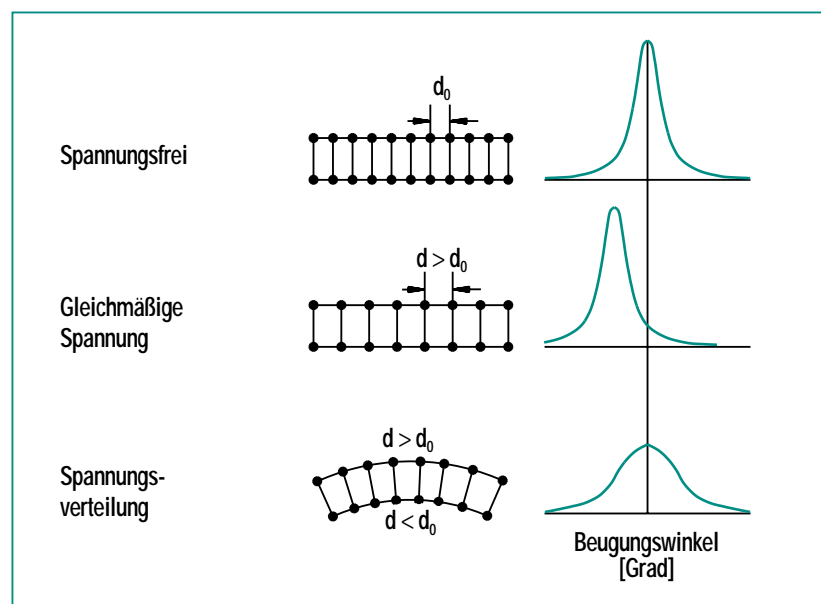 d₀
Spannungsfrei
d > d₀
Gleichmäßige
Spannung
d > d₀
Spannungs-
verteilung
d < d₀
Beugungswinkel
[Grad]